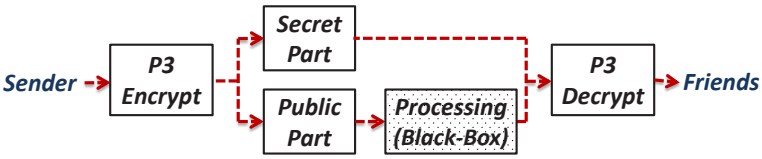 Sender
P3
Encrypt
Secret
Part
Public
Part
Processing
(Black-Box)
P3
Decrypt
Friends